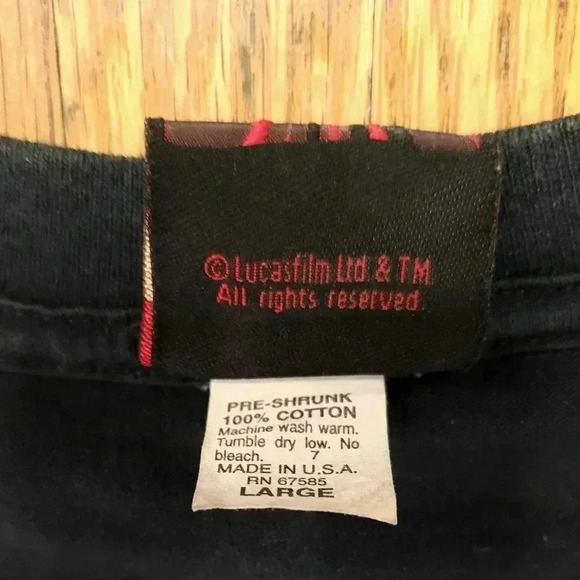 © Lucasfilm Ltd & TM
All rights reserved.
PRE-SHRUNK
100% COTTON
Machine wash warm.
Tumble dry low. No
bleach. 7
MADE IN U.S.A.
RN 67585
LARGE